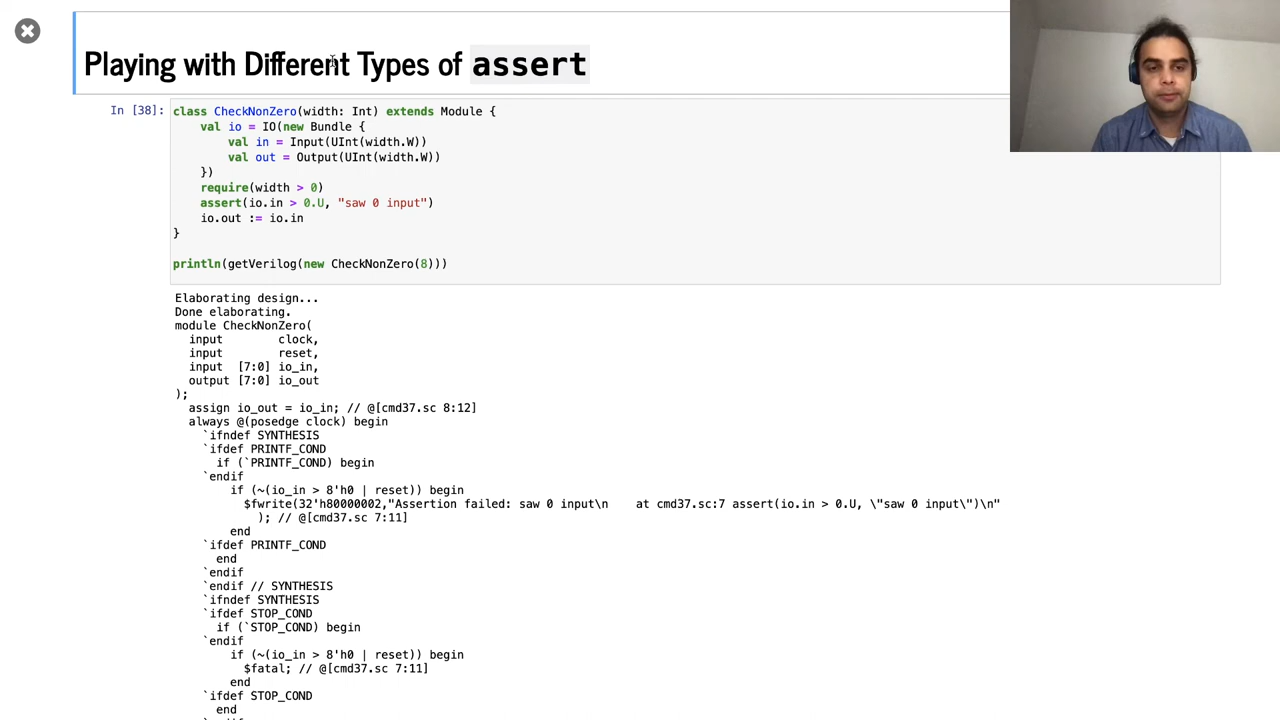 Playing with Different Types of assert
In [38]:
class CheckNonZero(width: Int) extends Module {
    val io = IO(new Bundle {
        val in = Input(UInt(width.W))
        val out = Output(UInt(width.W))
    })
    require(width > 0)
    assert(io.in > 0.U, "saw 0 input")
    io.out := io.in
}
println(getVerilog(new CheckNonZero(8)))
Elaborating design...
Done elaborating.
module CheckNonZero(
  input        clock,
  input        reset,
  input  [7:0] io_in,
  output [7:0] io_out
);
  assign io_out = io_in; // @[cmd37.sc 8:12]
  always @(posedge clock) begin
    `ifndef SYNTHESIS
    `ifdef PRINTF_COND
      if (`PRINTF_COND) begin
    `endif
        if (~(io_in > 8'h0 | reset)) begin
          $fwrite(32'h80000002,"Assertion failed: saw 0 input\n    at cmd37.sc:7 assert(io.in > 0.U, \"saw 0 input\")\n"
            ); // @[cmd37.sc 7:11]
        end
    `ifdef PRINTF_COND
      end
    `endif
    `endif // SYNTHESIS
    `ifndef SYNTHESIS
    `ifdef STOP_COND
      if (`STOP_COND) begin
    `endif
        if (~(io_in > 8'h0 | reset)) begin
          $fatal; // @[cmd37.sc 7:11]
        end
    `ifdef STOP_COND
      end